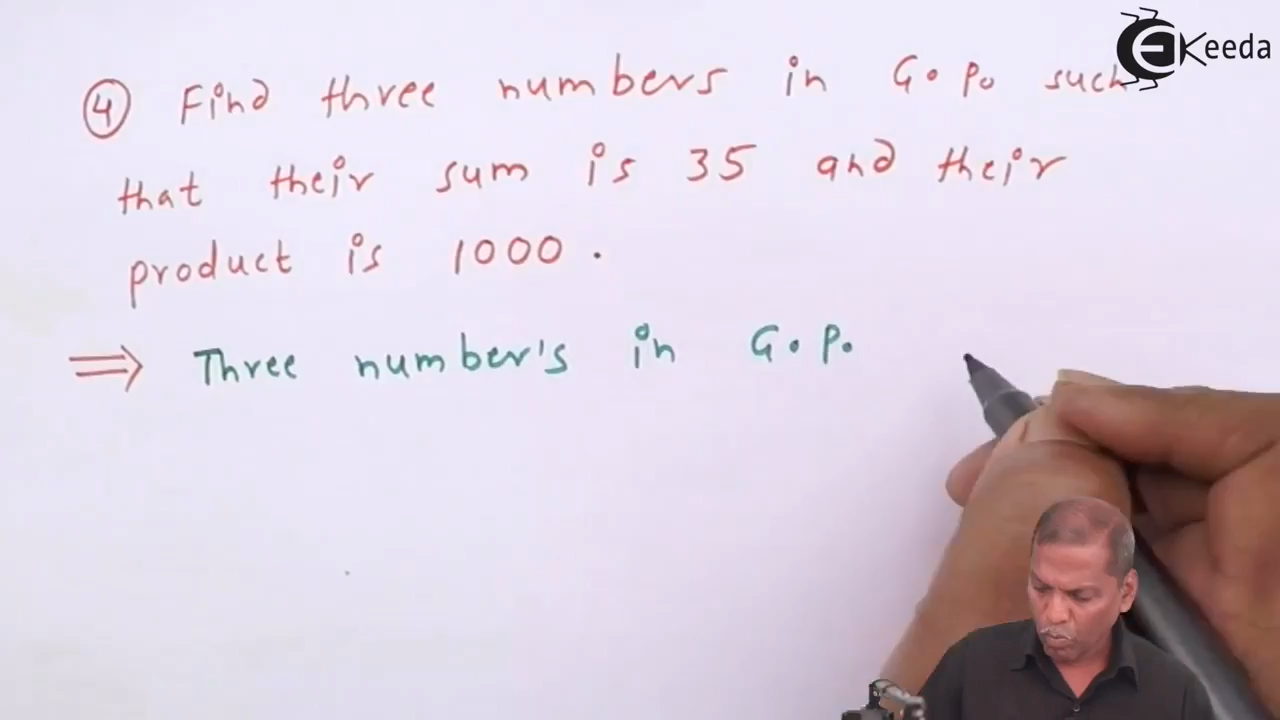 EKeeda
④ Find three numbers in G.P. such
that their sum is 35 and their
product is 1000.
⇒ Three number's in G.P.